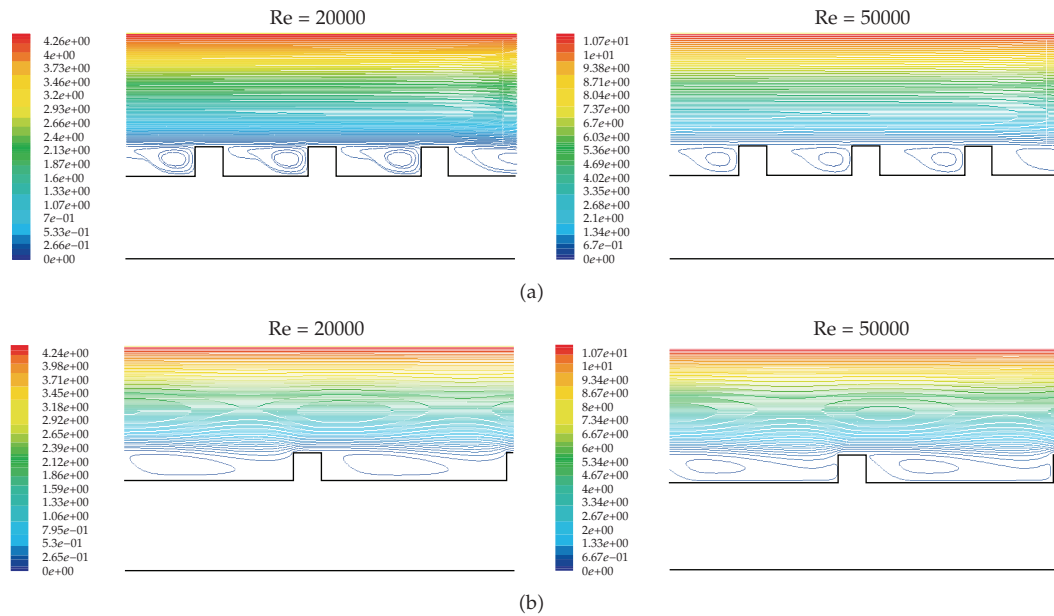 Re = 20000
4.26e+00
4e+00
3.73e+00
3.46e+00
3.2e+00
2.93e+00
2.66e+00
2.4e+00
2.13e+00
1.87e+00
1.6e+00
1.33e+00
1.07e+00
7e−01
5.33e−01
2.66e−01
0e+00
Re = 50000
1.07e+01
1e+01
9.38e+00
8.71e+00
8.04e+00
7.37e+00
6.7e+00
6.03e+00
5.36e+00
4.69e+00
4.02e+00
3.35e+00
2.68e+00
2.1e+00
1.34e+00
6.7e−01
0e+00
(a)
Re = 20000
4.24e+00
3.98e+00
3.71e+00
3.45e+00
3.18e+00
2.92e+00
2.65e+00
2.39e+00
2.12e+00
1.86e+00
1.59e+00
1.33e+00
1.06e+00
7.95e−01
5.3e−01
2.65e−01
0e+00
Re = 50000
1.07e+01
1e+01
9.34e+00
8.67e+00
8e+00
7.34e+00
6.67e+00
6e+00
5.34e+00
4.67e+00
4e+00
3.34e+00
2.67e+00
2e+00
1.33e+00
6.67e−01
0e+00
(b)